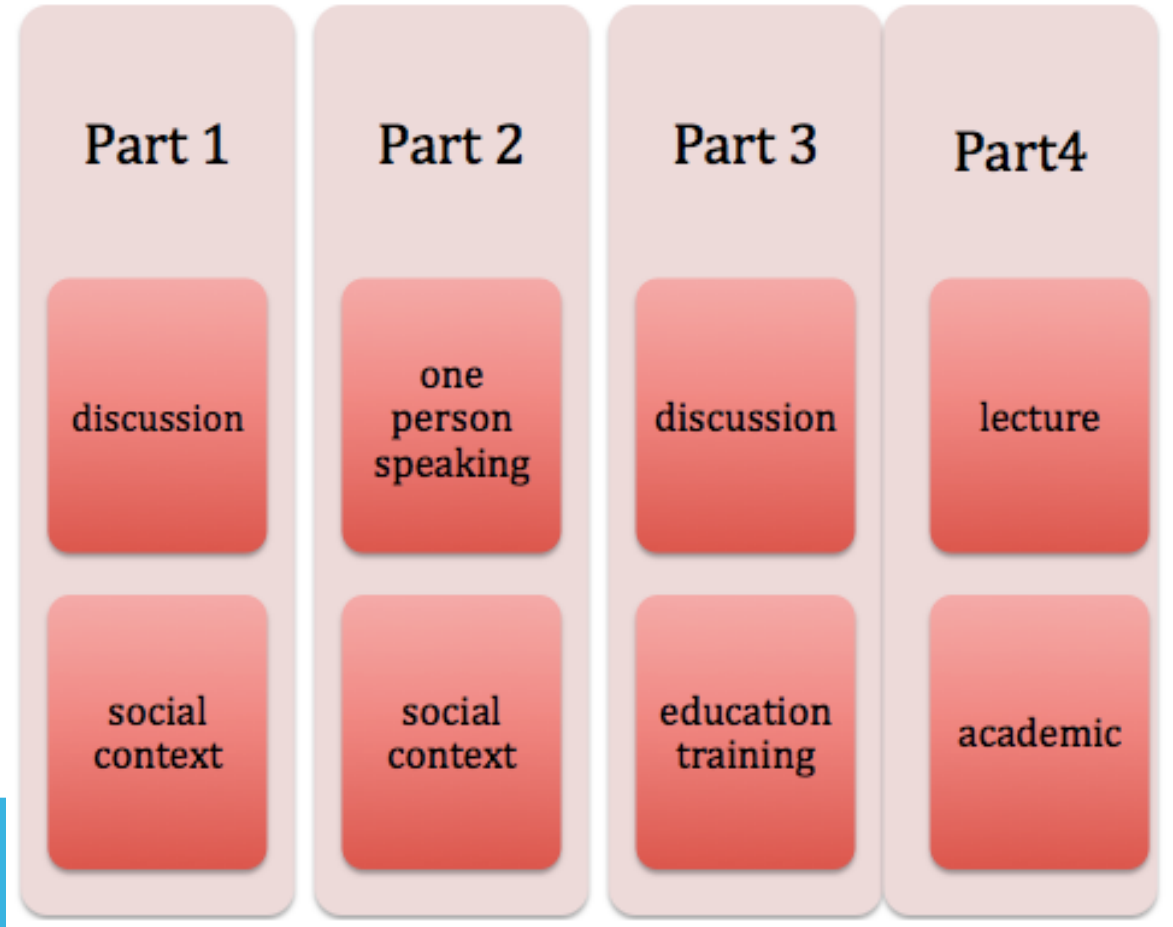 Part 1
Part 2
Part 3
Part4
discussion
one
person
speaking
discussion
lecture
social
context
social
context
education
training
academic